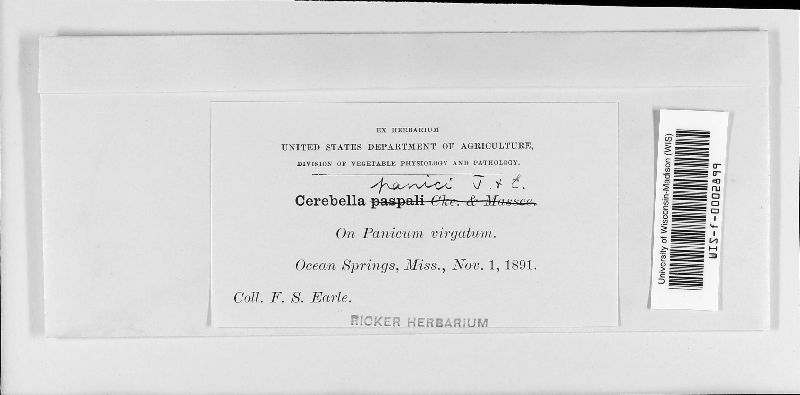 EX HERBARIUM
UNITED STATES DEPARTMENT OF AGRICULTURE,
DIVISION OF VEGETABLE PHYSIOLOGY AND PATHOLOGY.
panici T. & E.
Cerebella paspali Cke. & Massee.
On Panicum virgatum.
Ocean Springs, Miss., Nov. 1, 1891.
Coll. F. S. Earle.
RICKER HERBARIUM
University of Wisconsin-Madison (WIS)
WIS-f-0002899